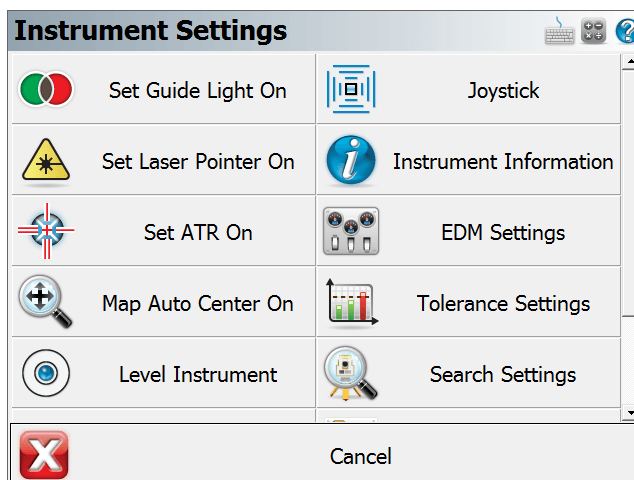 Instrument Settings
Set Guide Light On
Joystick
Set Laser Pointer On
Instrument Information
Set ATR On
EDM Settings
Map Auto Center On
Tolerance Settings
Level Instrument
Search Settings
Cancel